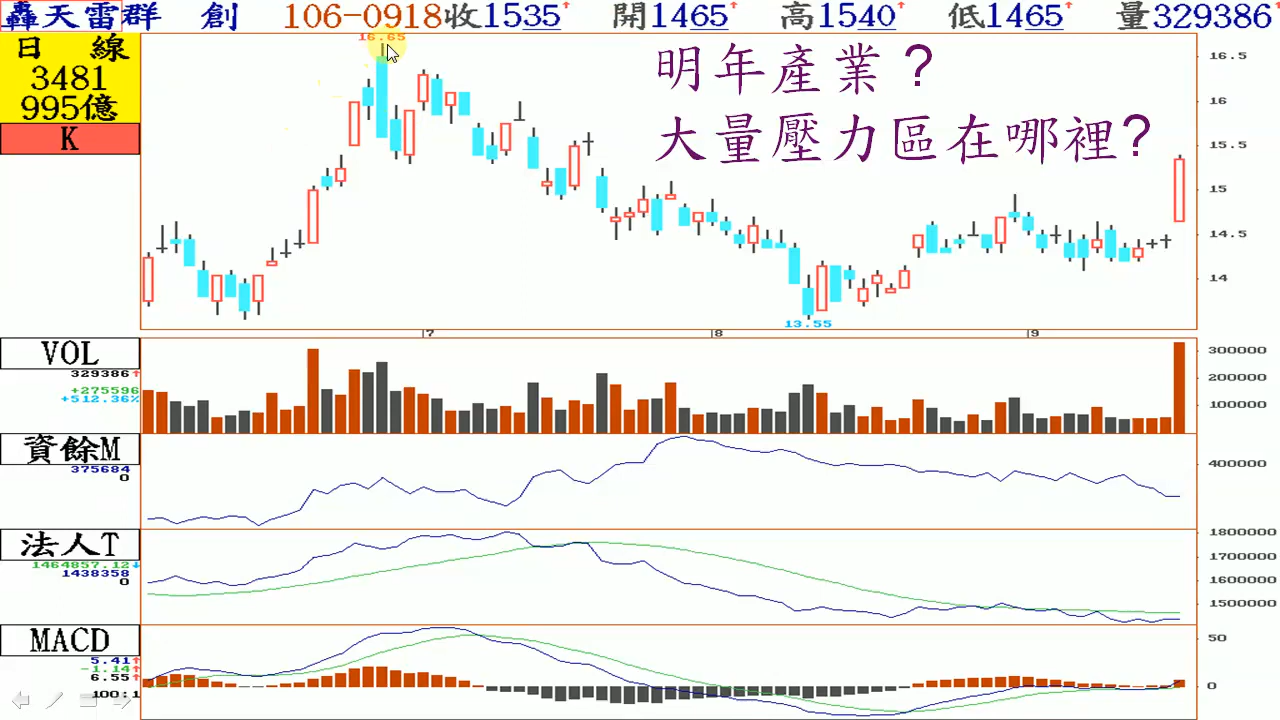 轟天雷群 創 106-0918收1535↑ 開1465↑ 高1540↑ 低1465↑ 量329386↑
日 線
3481
995億
K
16.65
明年產業？
大量壓力區在哪裡?
16.5
16
15.5
15
14.5
14
13.55
7 8 9
VOL
329386↑
+275596
+512.36%
300000
200000
100000
資餘M
375684
0
400000
法人T
1464857.12↓
1438358
0
1800000
1700000
1600000
1500000
MACD
5.41↑
-1.14↑
6.55↑
100:1
50
0